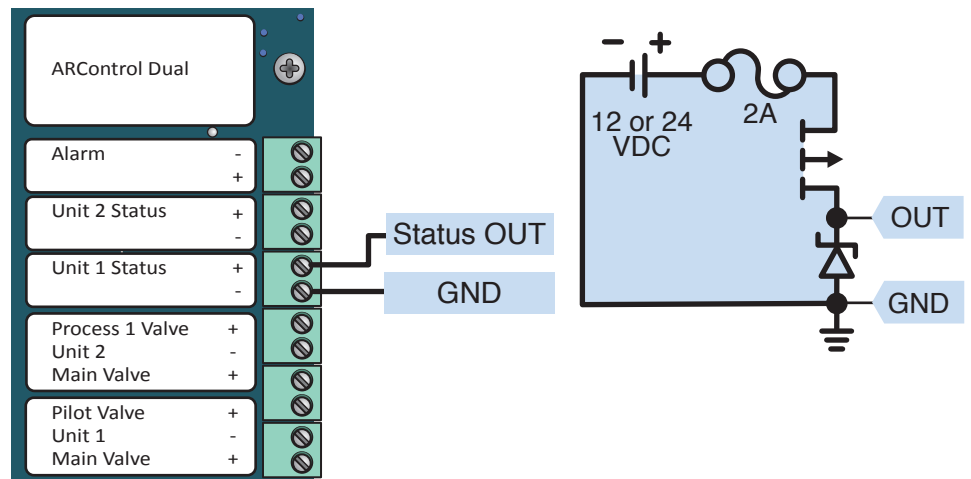 ARControl Dual
Alarm -
+
Unit 2 Status +
-
Unit 1 Status +
-
Process 1 Valve +
Unit 2 -
Main Valve +
Pilot Valve +
Unit 1 -
Main Valve +
Status OUT
GND
- +
12 or 24
VDC
2A
OUT
GND